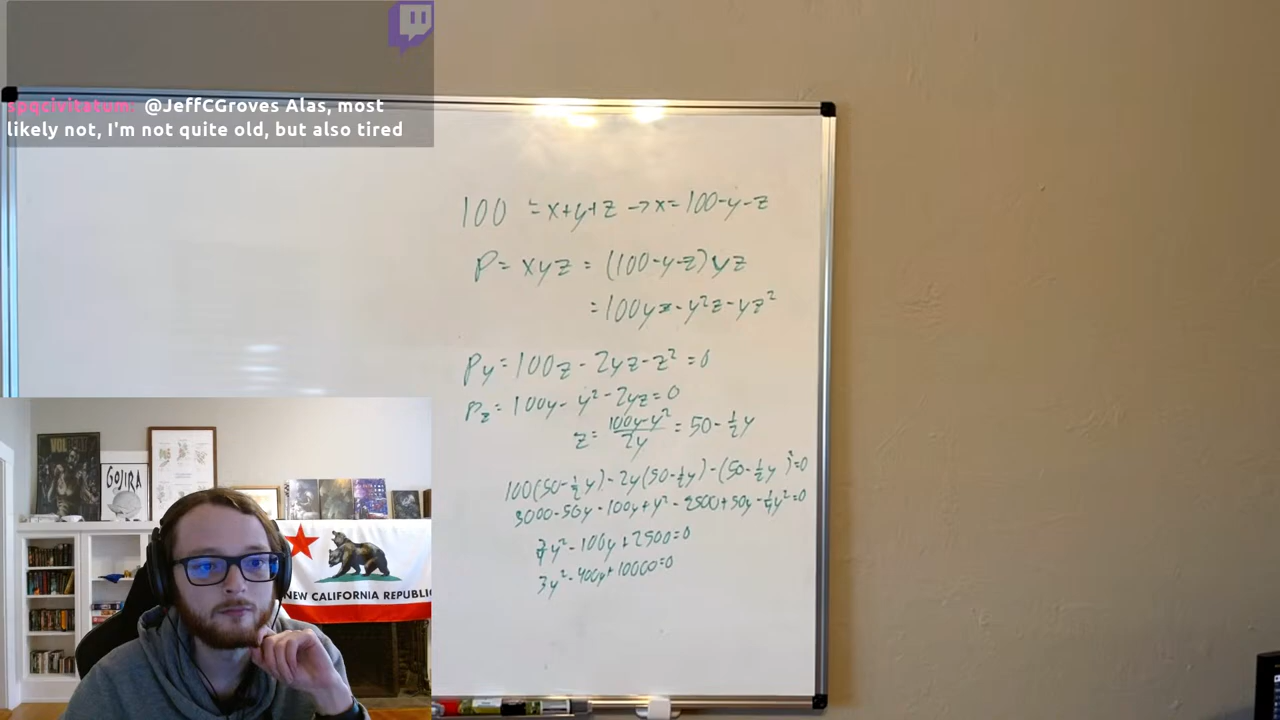 spqcivitatum: @JeffCGroves Alas, most
likely not, I'm not quite old, but also tired
100 = x+y+z → x = 100-y-z
P = xyz = (100-y-z)yz
= 100yz - y²z - yz²
Py = 100z - 2yz - z² = 0
Pz = 100y - y² - 2yz = 0
z = (100y-y²)/2y = 50 - ½y
100(50-½y) - 2y(50-½y) - (50-½y)² = 0
5000-50y-100y+y²-2500+50y-¼y²=0
¾y² - 100y + 2500 = 0
3y² - 400y + 10000 = 0
GOJIRA
NEW CALIFORNIA REPUBLIC